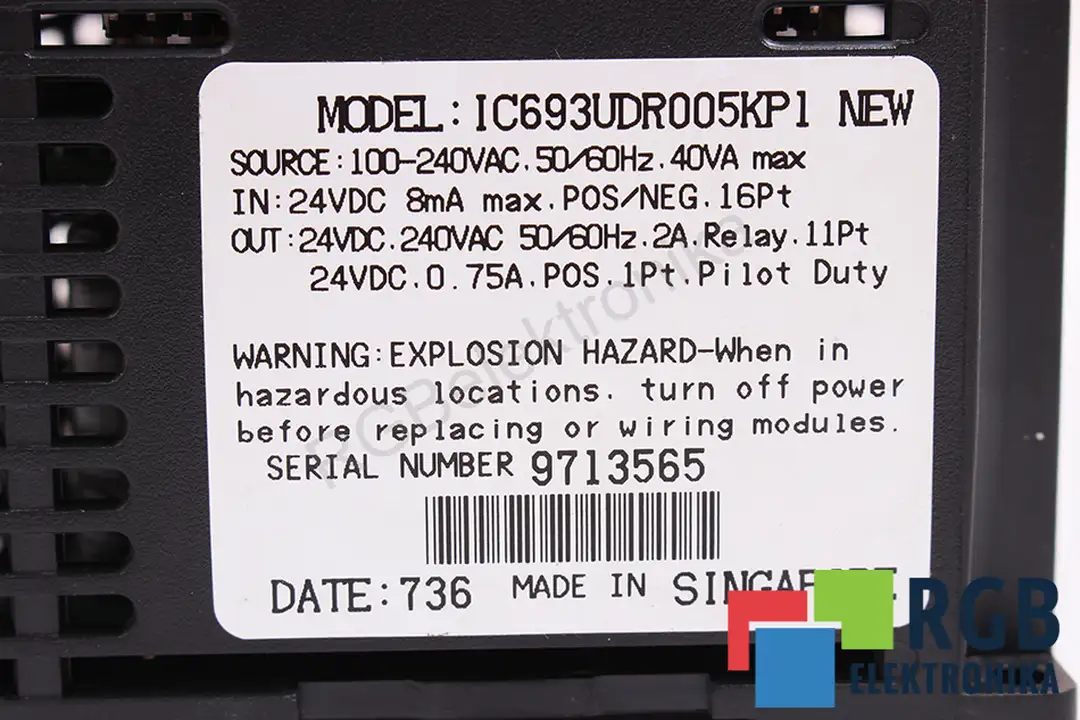 MODEL:IC693UDR005KP1 NEW
SOURCE:100-240VAC.50/60Hz.40VA max
IN:24VDC 8mA max.POS/NEG.16Pt
OUT:24VDC.240VAC 50/60Hz.2A.Relay.11Pt
24VDC.0.75A.POS.1Pt.Pilot Duty
WARNING:EXPLOSION HAZARD-When in
hazardous locations. turn off power
before replacing or wiring modules.
SERIAL NUMBER 9713565
DATE:736 MADE IN
RGBelektronika
RGB
ELEKTRONIKA